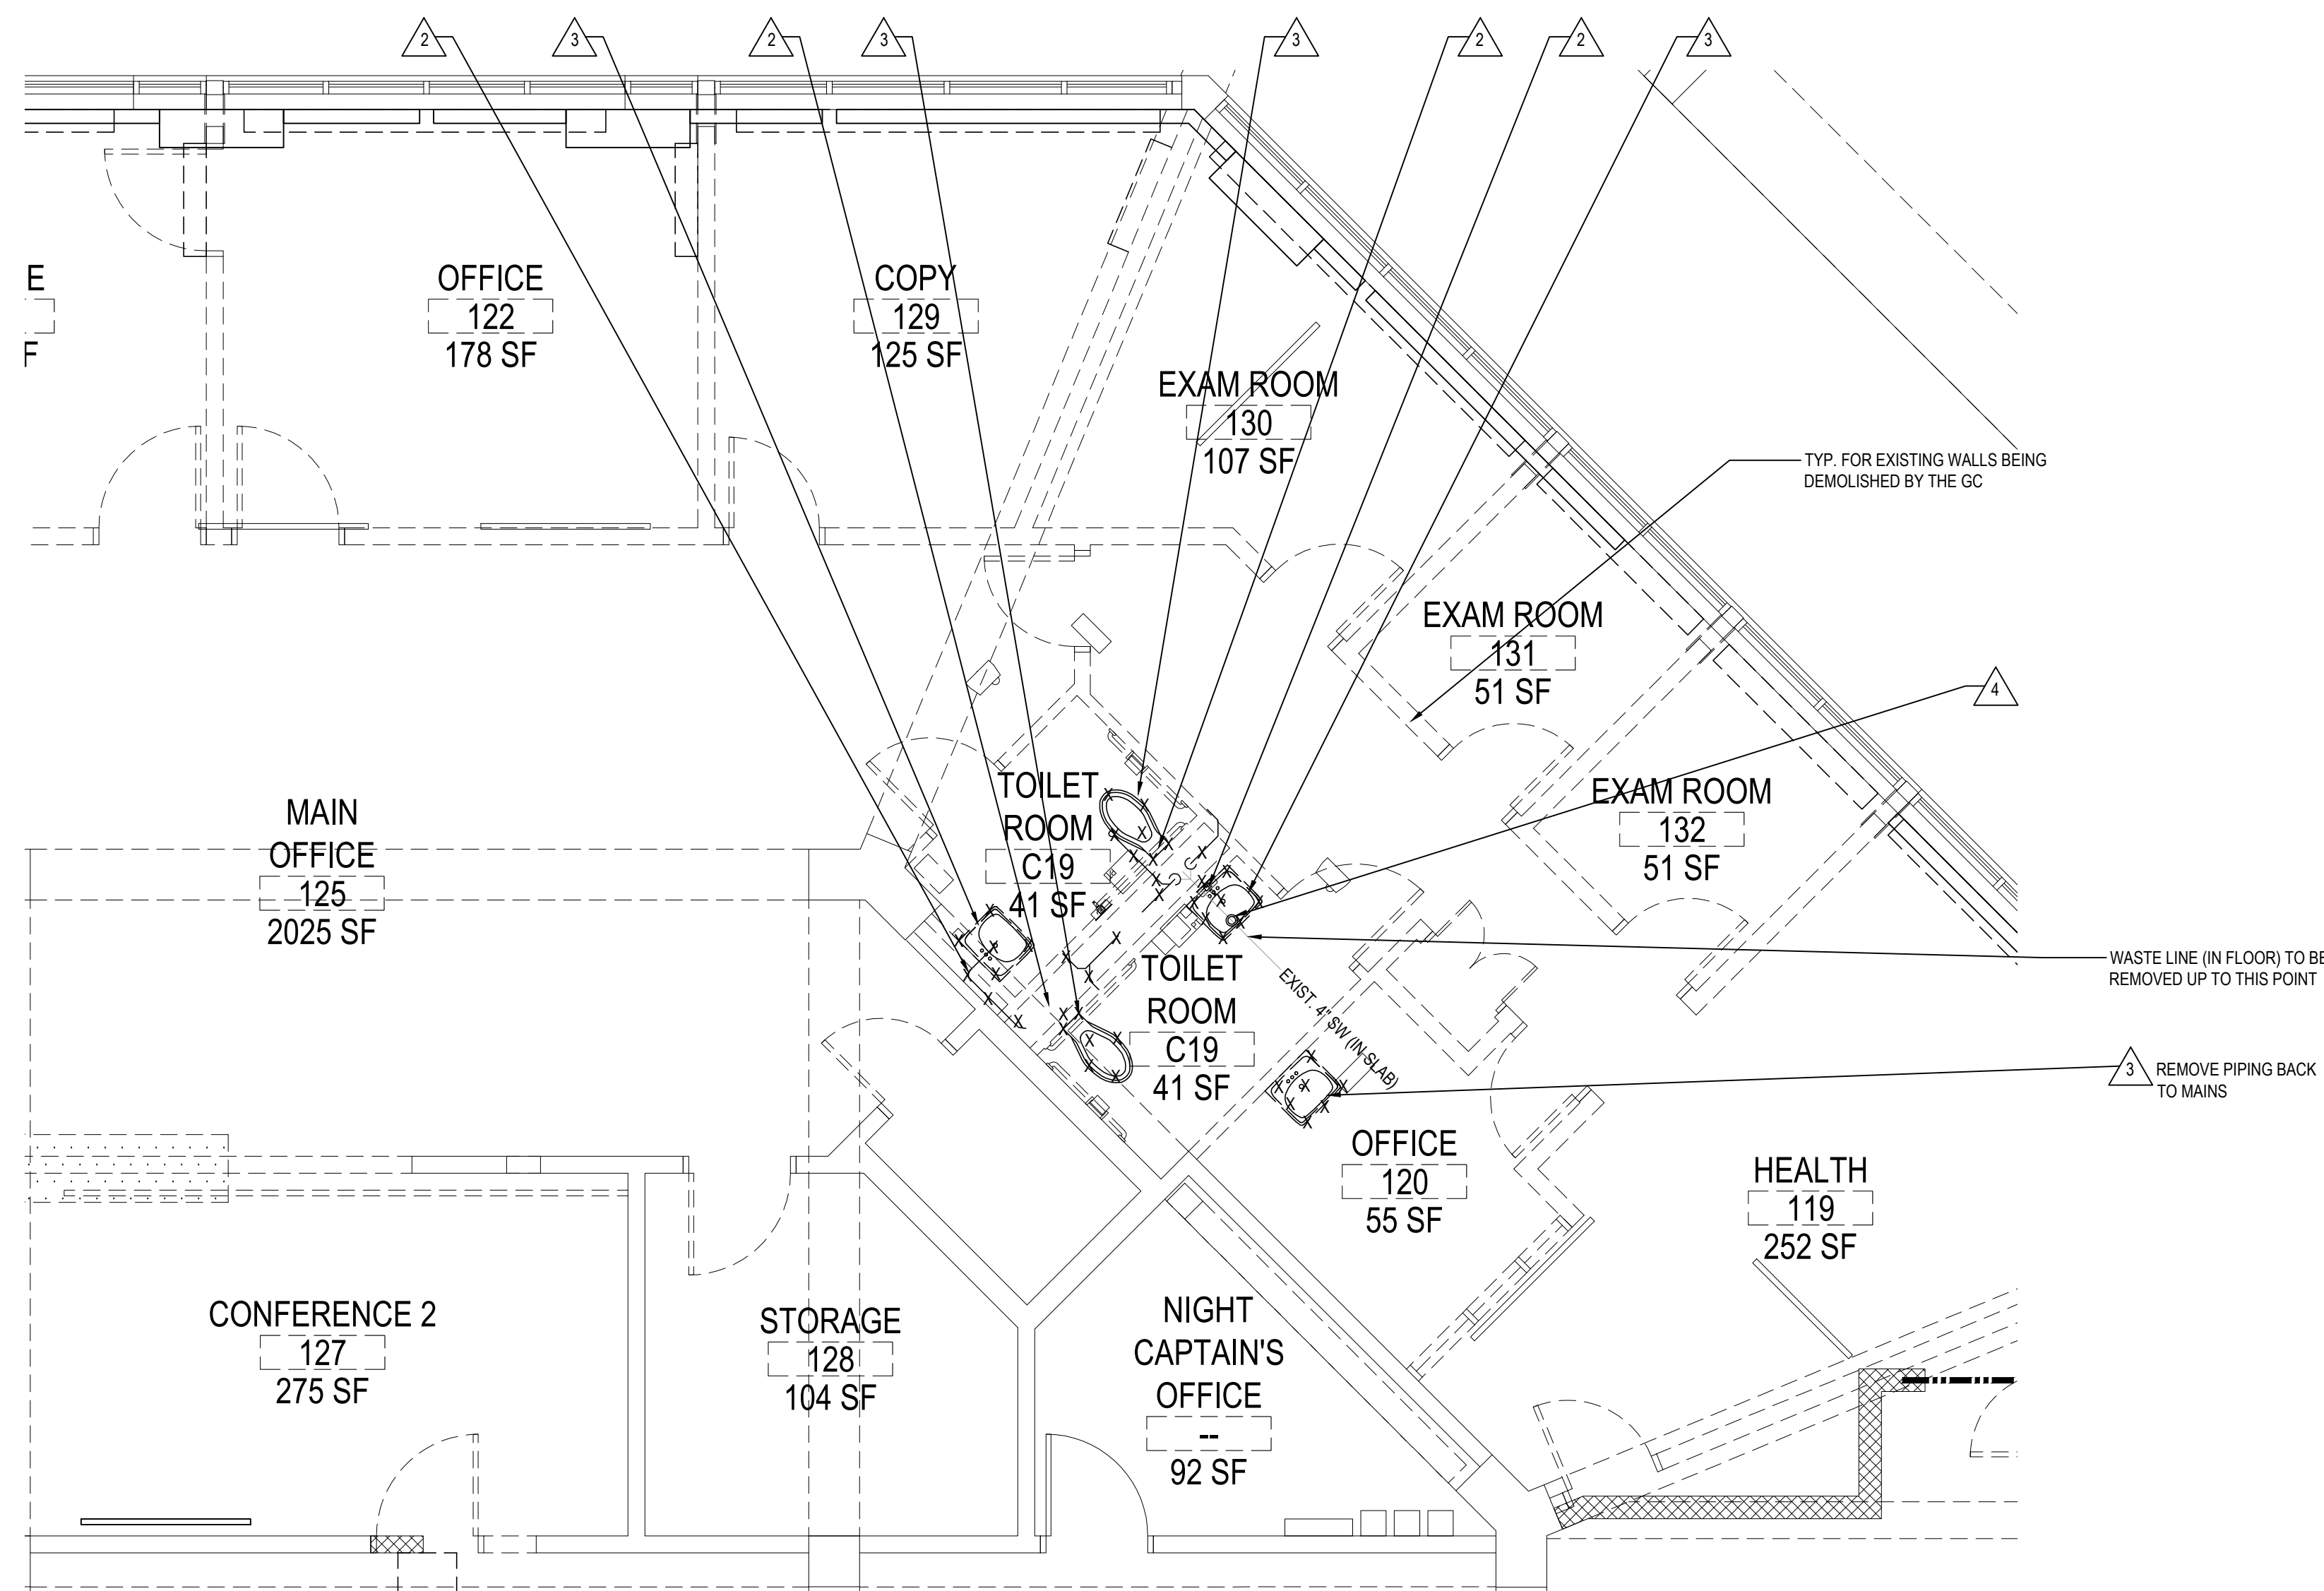 2
3
2
3
3
2
2
3
E
F
OFFICE
122
178 SF
COPY
129
125 SF
EXAM ROOM
130
107 SF
TYP. FOR EXISTING WALLS BEING
DEMOLISHED BY THE GC
EXAM ROOM
131
51 SF
4
EXAM ROOM
132
51 SF
MAIN
OFFICE
125
2025 SF
TOILET
ROOM
C19
41 SF
TOILET
ROOM
C19
41 SF
EXIST. 4" SW (IN SLAB)
WASTE LINE (IN FLOOR) TO BE
REMOVED UP TO THIS POINT
3 REMOVE PIPING BACK
TO MAINS
OFFICE
120
55 SF
HEALTH
119
252 SF
CONFERENCE 2
127
275 SF
STORAGE
128
104 SF
NIGHT
CAPTAIN'S
OFFICE
--
92 SF